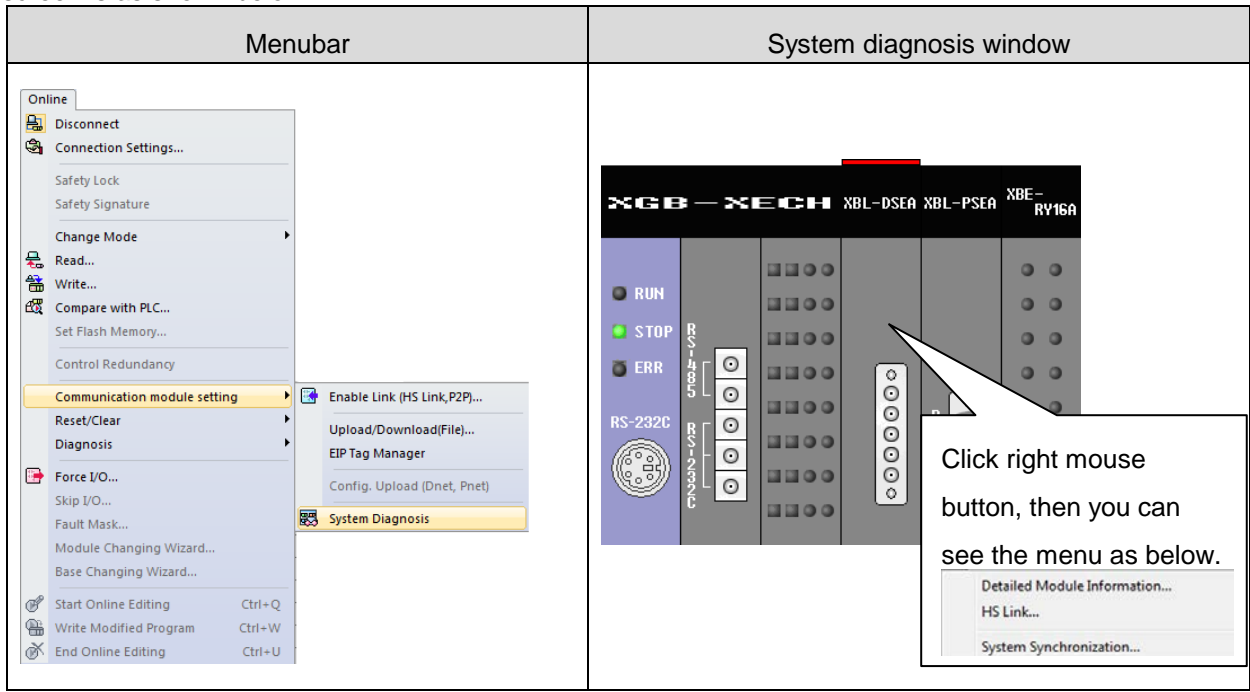 Menubar
System diagnosis window
Online
Disconnect
Connection Settings...
Safety Lock
Safety Signature
Change Mode
Read...
Write...
Compare with PLC...
Set Flash Memory...
Control Redundancy
Communication module setting
Reset/Clear
Diagnosis
Force I/O...
Skip I/O...
Fault Mask...
Module Changing Wizard...
Base Changing Wizard...
Start Online Editing Ctrl+Q
Write Modified Program Ctrl+W
End Online Editing Ctrl+U
Enable Link (HS Link,P2P)...
Upload/Download(File)...
EIP Tag Manager
Config. Upload (Dnet, Pnet)
System Diagnosis
XGB-XECH XBL-DSEA XBL-PSEA XBE-
RY16A
RUN
STOP
ERR
RS-232C
RS-485
RS-232C
Click right mouse
button, then you can
see the menu as below.
Detailed Module Information...
HS Link...
System Synchronization...